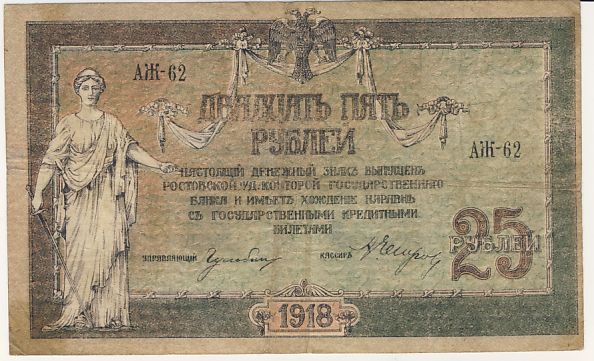 АЖ-62
ДВАДЦАТЬ ПЯТЬ
РУБЛЕЙ
АЖ-62
НАСТОЯЩІЙ ДЕНЕЖНЫЙ ЗНАКЪ ВЫПУЩЕНЪ
РОСТОВСКОЙ Н/Д. КОНТОРОЙ ГОСУДАРСТВЕННАГО
БАНКА И ИМѢЕТЪ ХОЖДЕНІЕ НАРАВНѢ
СЪ ГОСУДАРСТВЕННЫМИ КРЕДИТНЫМИ
БИЛЕТАМИ
25
РУБЛЕЙ
УПРАВЛЯЮЩІЙ
КАССИРЪ
1918